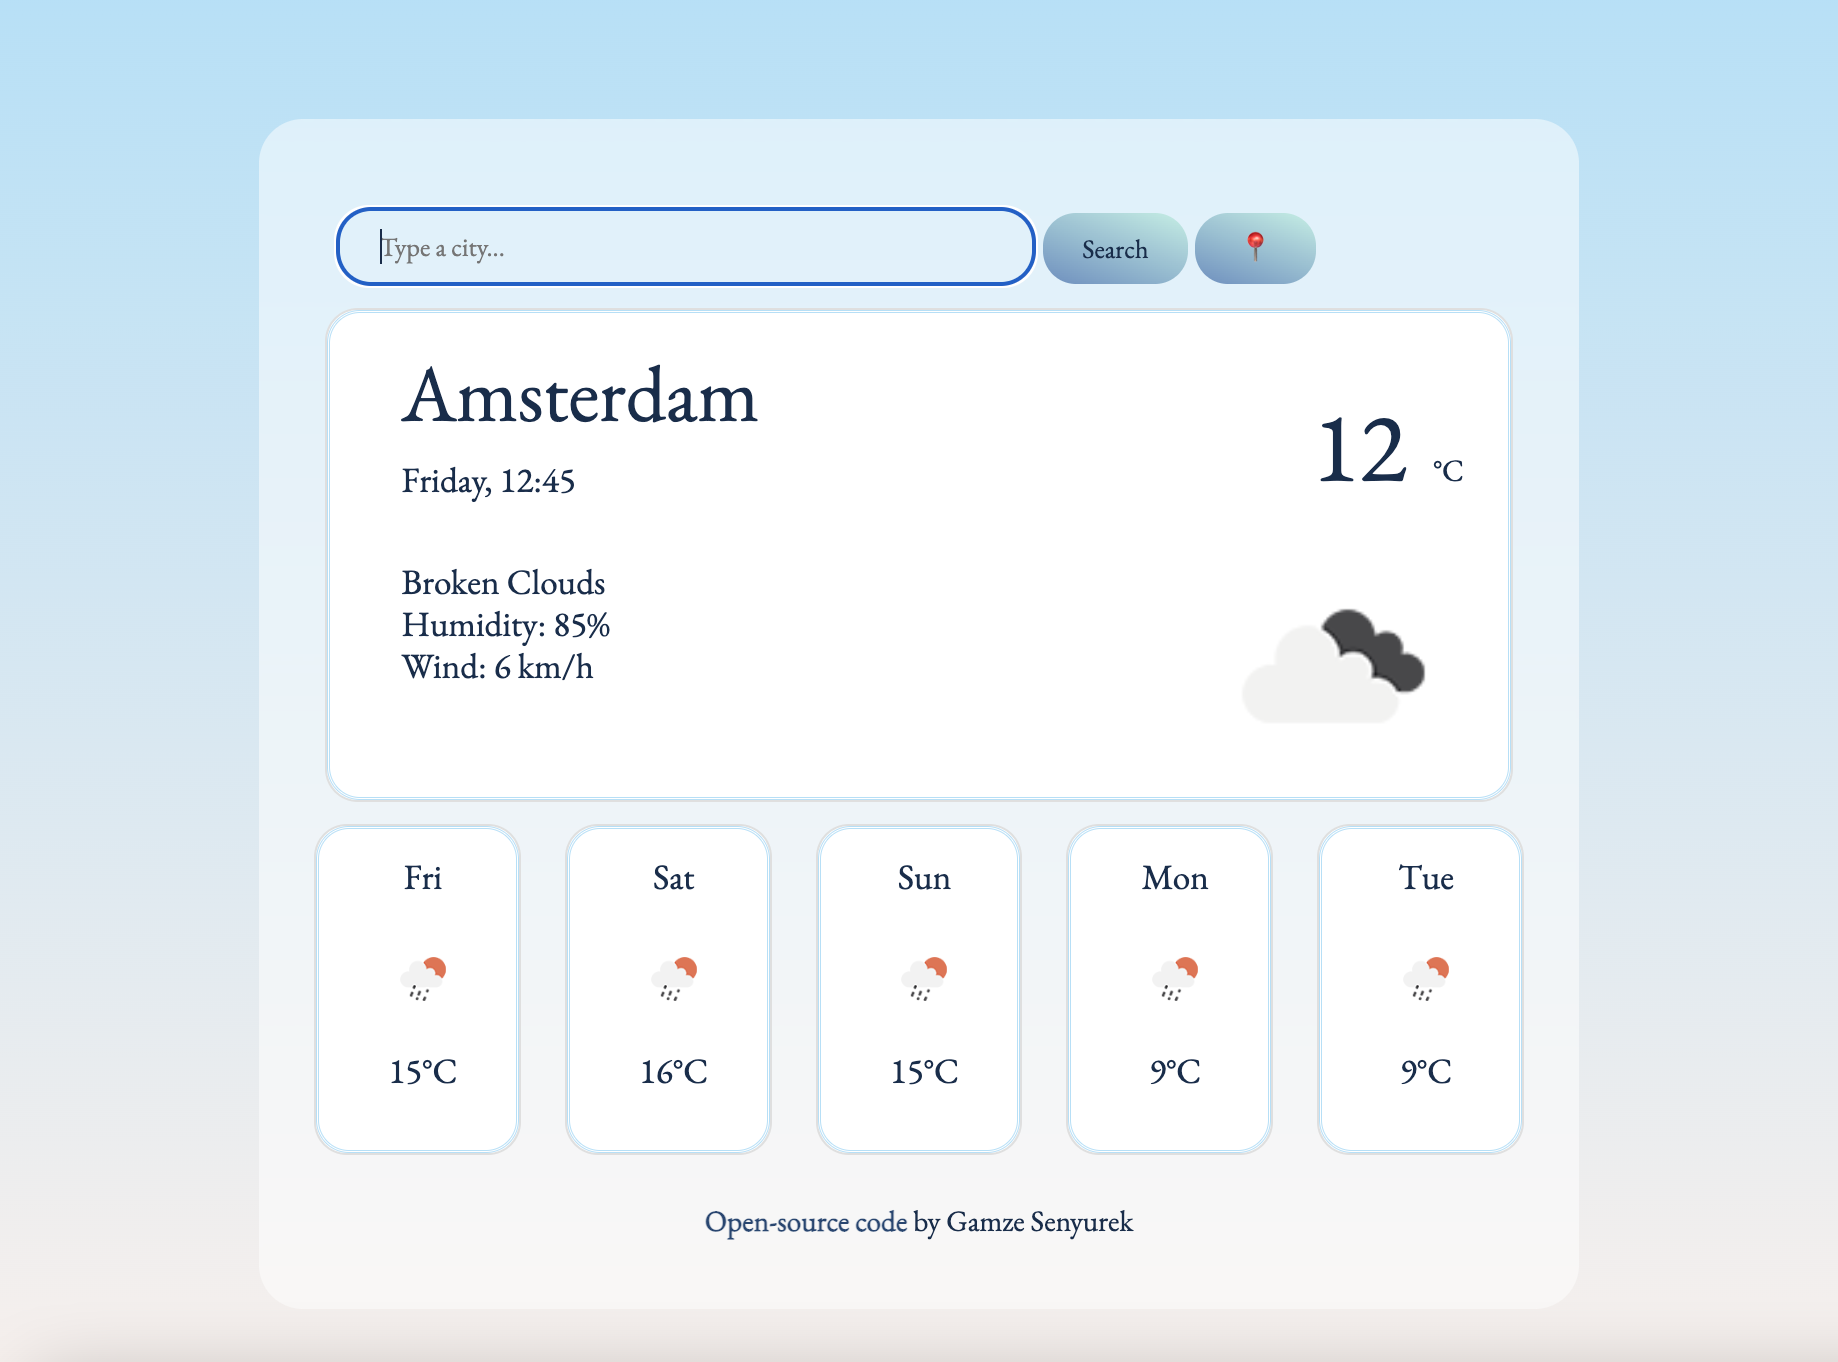 Type a city...
Search
Amsterdam
Friday, 12:45
12 °C
Broken Clouds
Humidity: 85%
Wind: 6 km/h
Fri
Sat
Sun
Mon
Tue
15°C
16°C
15°C
9°C
9°C
Open-source code by Gamze Senyurek